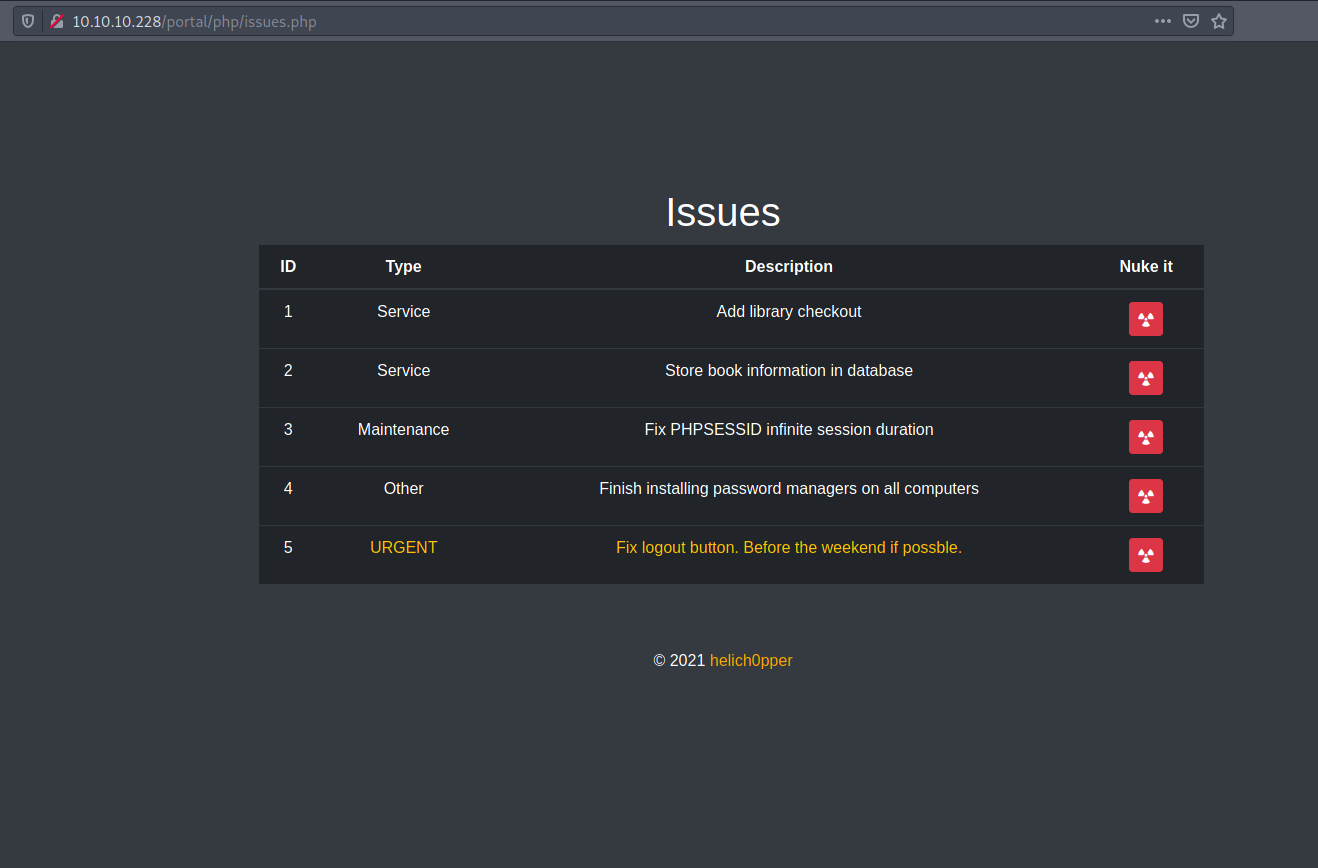 10.10.10.228/portal/php/issues.php
Issues
ID Type Description Nuke it
1 Service Add library checkout
2 Service Store book information in database
3 Maintenance Fix PHPSESSID infinite session duration
4 Other Finish installing password managers on all computers
5 URGENT Fix logout button. Before the weekend if possble.
© 2021 helich0pper